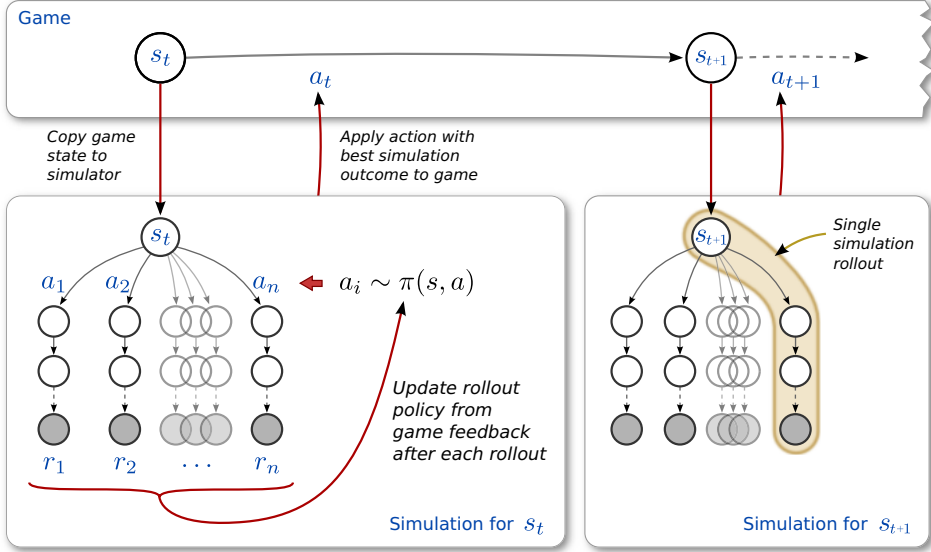 Game
s_t
s_{t+1}
a_t
a_{t+1}
Copy game
state to
simulator
Apply action with
best simulation
outcome to game
s_t
a_1 a_2 a_n
a_i ∼ π(s, a)
Update rollout
policy from
game feedback
after each rollout
r_1 r_2 ... r_n
Simulation for s_t
s_{t+1}
Single
simulation
rollout
Simulation for s_{t+1}